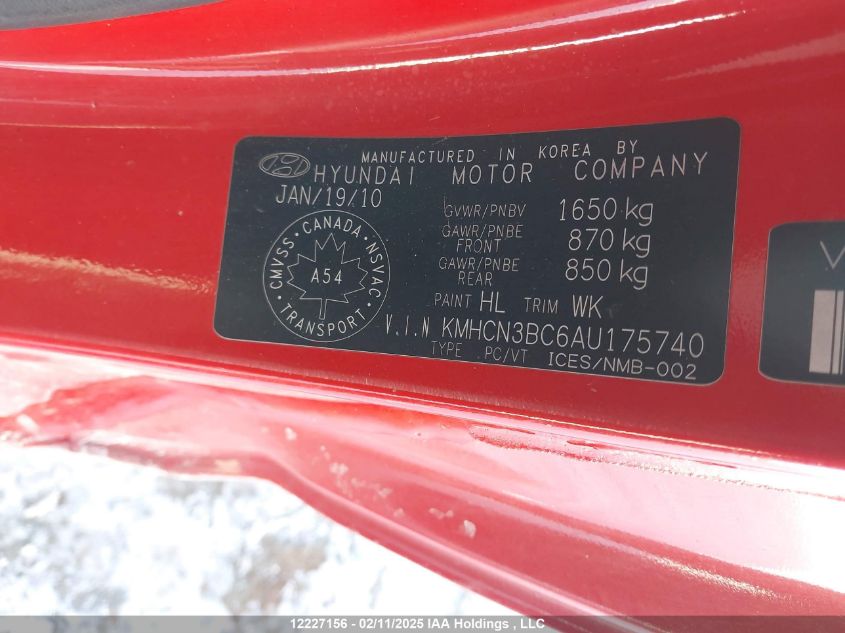 MANUFACTURED IN KOREA BY
HYUNDAI MOTOR COMPANY
JAN/19/10
GVWR/PNBV 1650 kg
GAWR/PNBE FRONT 870 kg
GAWR/PNBE REAR 850 kg
CMVSS · CANADA · NSVAC · TRANSPORT ·
A54
PAINT HL TRIM WK
V.I.N KMHCN3BC6AU175740
TYPE PC/VT ICES/NMB-002
V
12227156 - 02/11/2025 IAA Holdings , LLC